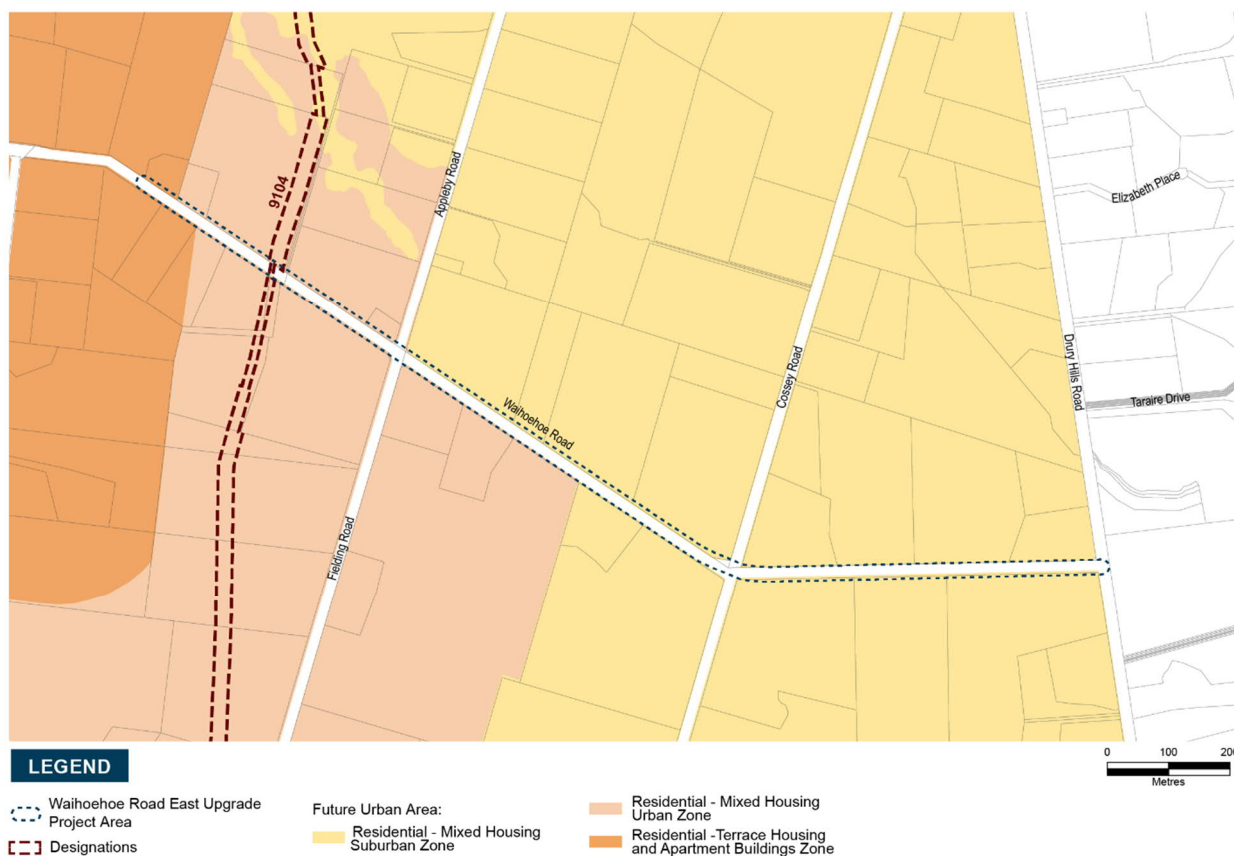 Elizabeth Place
9104
Appleby Road
Drury Hills Road
Cossey Road
Taraire Drive
Waihoehoe Road
Fielding Road
0 100 200
Metres
LEGEND
Waihoehoe Road East Upgrade
Project Area
Designations
Future Urban Area:
Residential - Mixed Housing
Suburban Zone
Residential - Mixed Housing
Urban Zone
Residential -Terrace Housing
and Apartment Buildings Zone